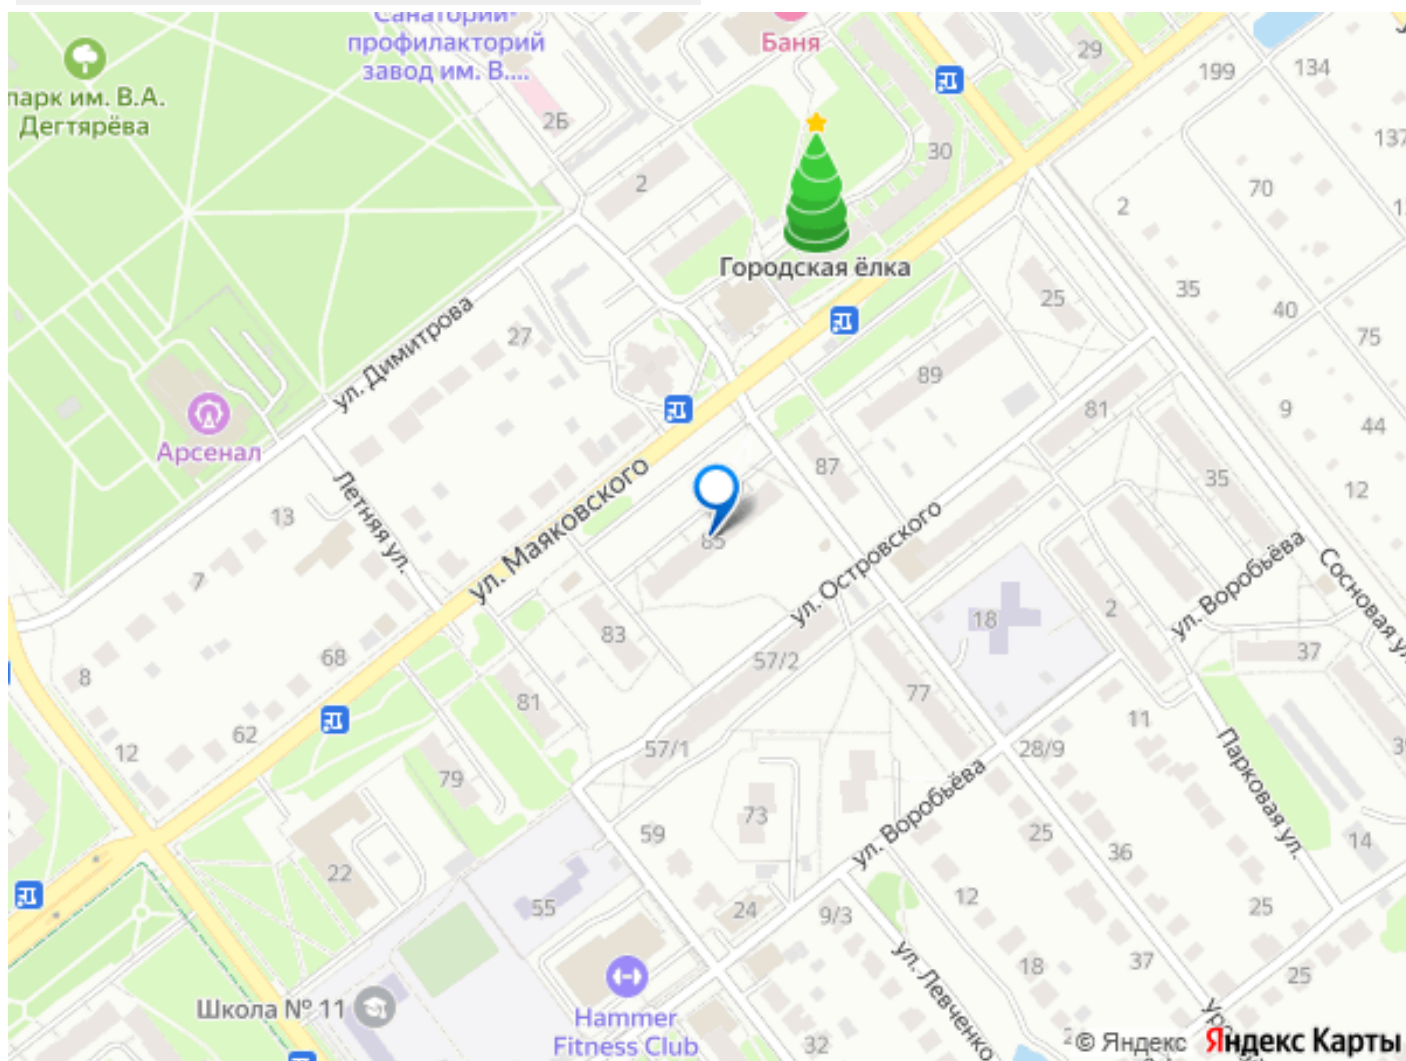 Санаторий-
профилакторий
завод им. В....
Баня
29
199
134
парк им. В.А.
Дегтярёва
2Б
137
30
2
70
2
Городская ёлка
25
35
40
75
27
ул. Димитрова
89
81
9
44
Арсенал
87
35
12
Летняя ул.
ул. Маяковского
13
85
ул. Островского
ул. Воробьёва
Сосновая ул.
7
83
18
2
68
57/2
37
8
77
81
11
62
12
57/1
28/9
79
Парковая ул.
ул. Воробьёва
73
59
25
36
14
22
55
24
9/3
12
25
18
37
25
ул. Левченко
Школа № 11
Hammer
Fitness Club
32
© Яндекс
Яндекс Карты